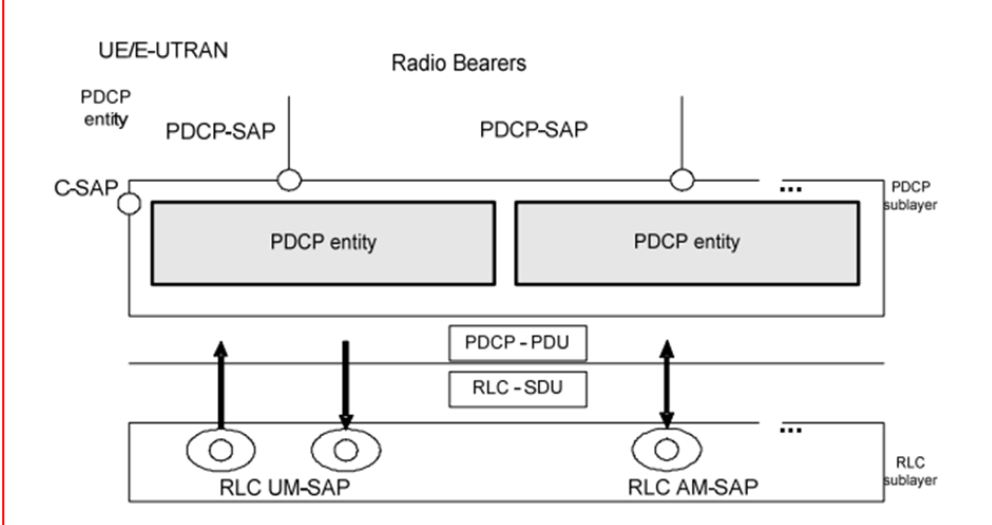 UE/E-UTRAN
Radio Bearers
PDCP
entity
PDCP-SAP
PDCP-SAP
C-SAP
...
PDCP
sublayer
PDCP entity
PDCP entity
PDCP - PDU
RLC - SDU
...
RLC UM-SAP
RLC AM-SAP
RLC
sublayer